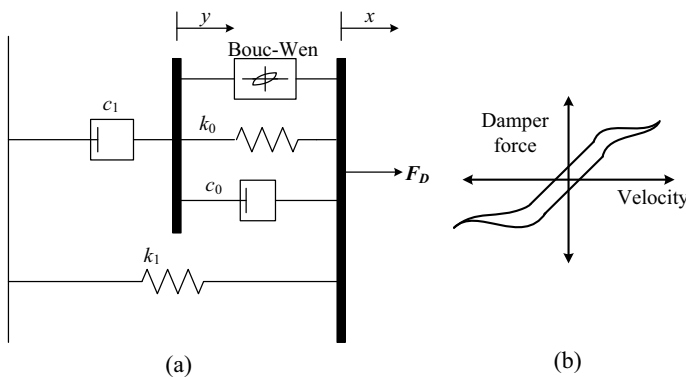 y
x
Bouc-Wen
c1
k0
c0
FD
k1
(a)
Damper
force
Velocity
(b)